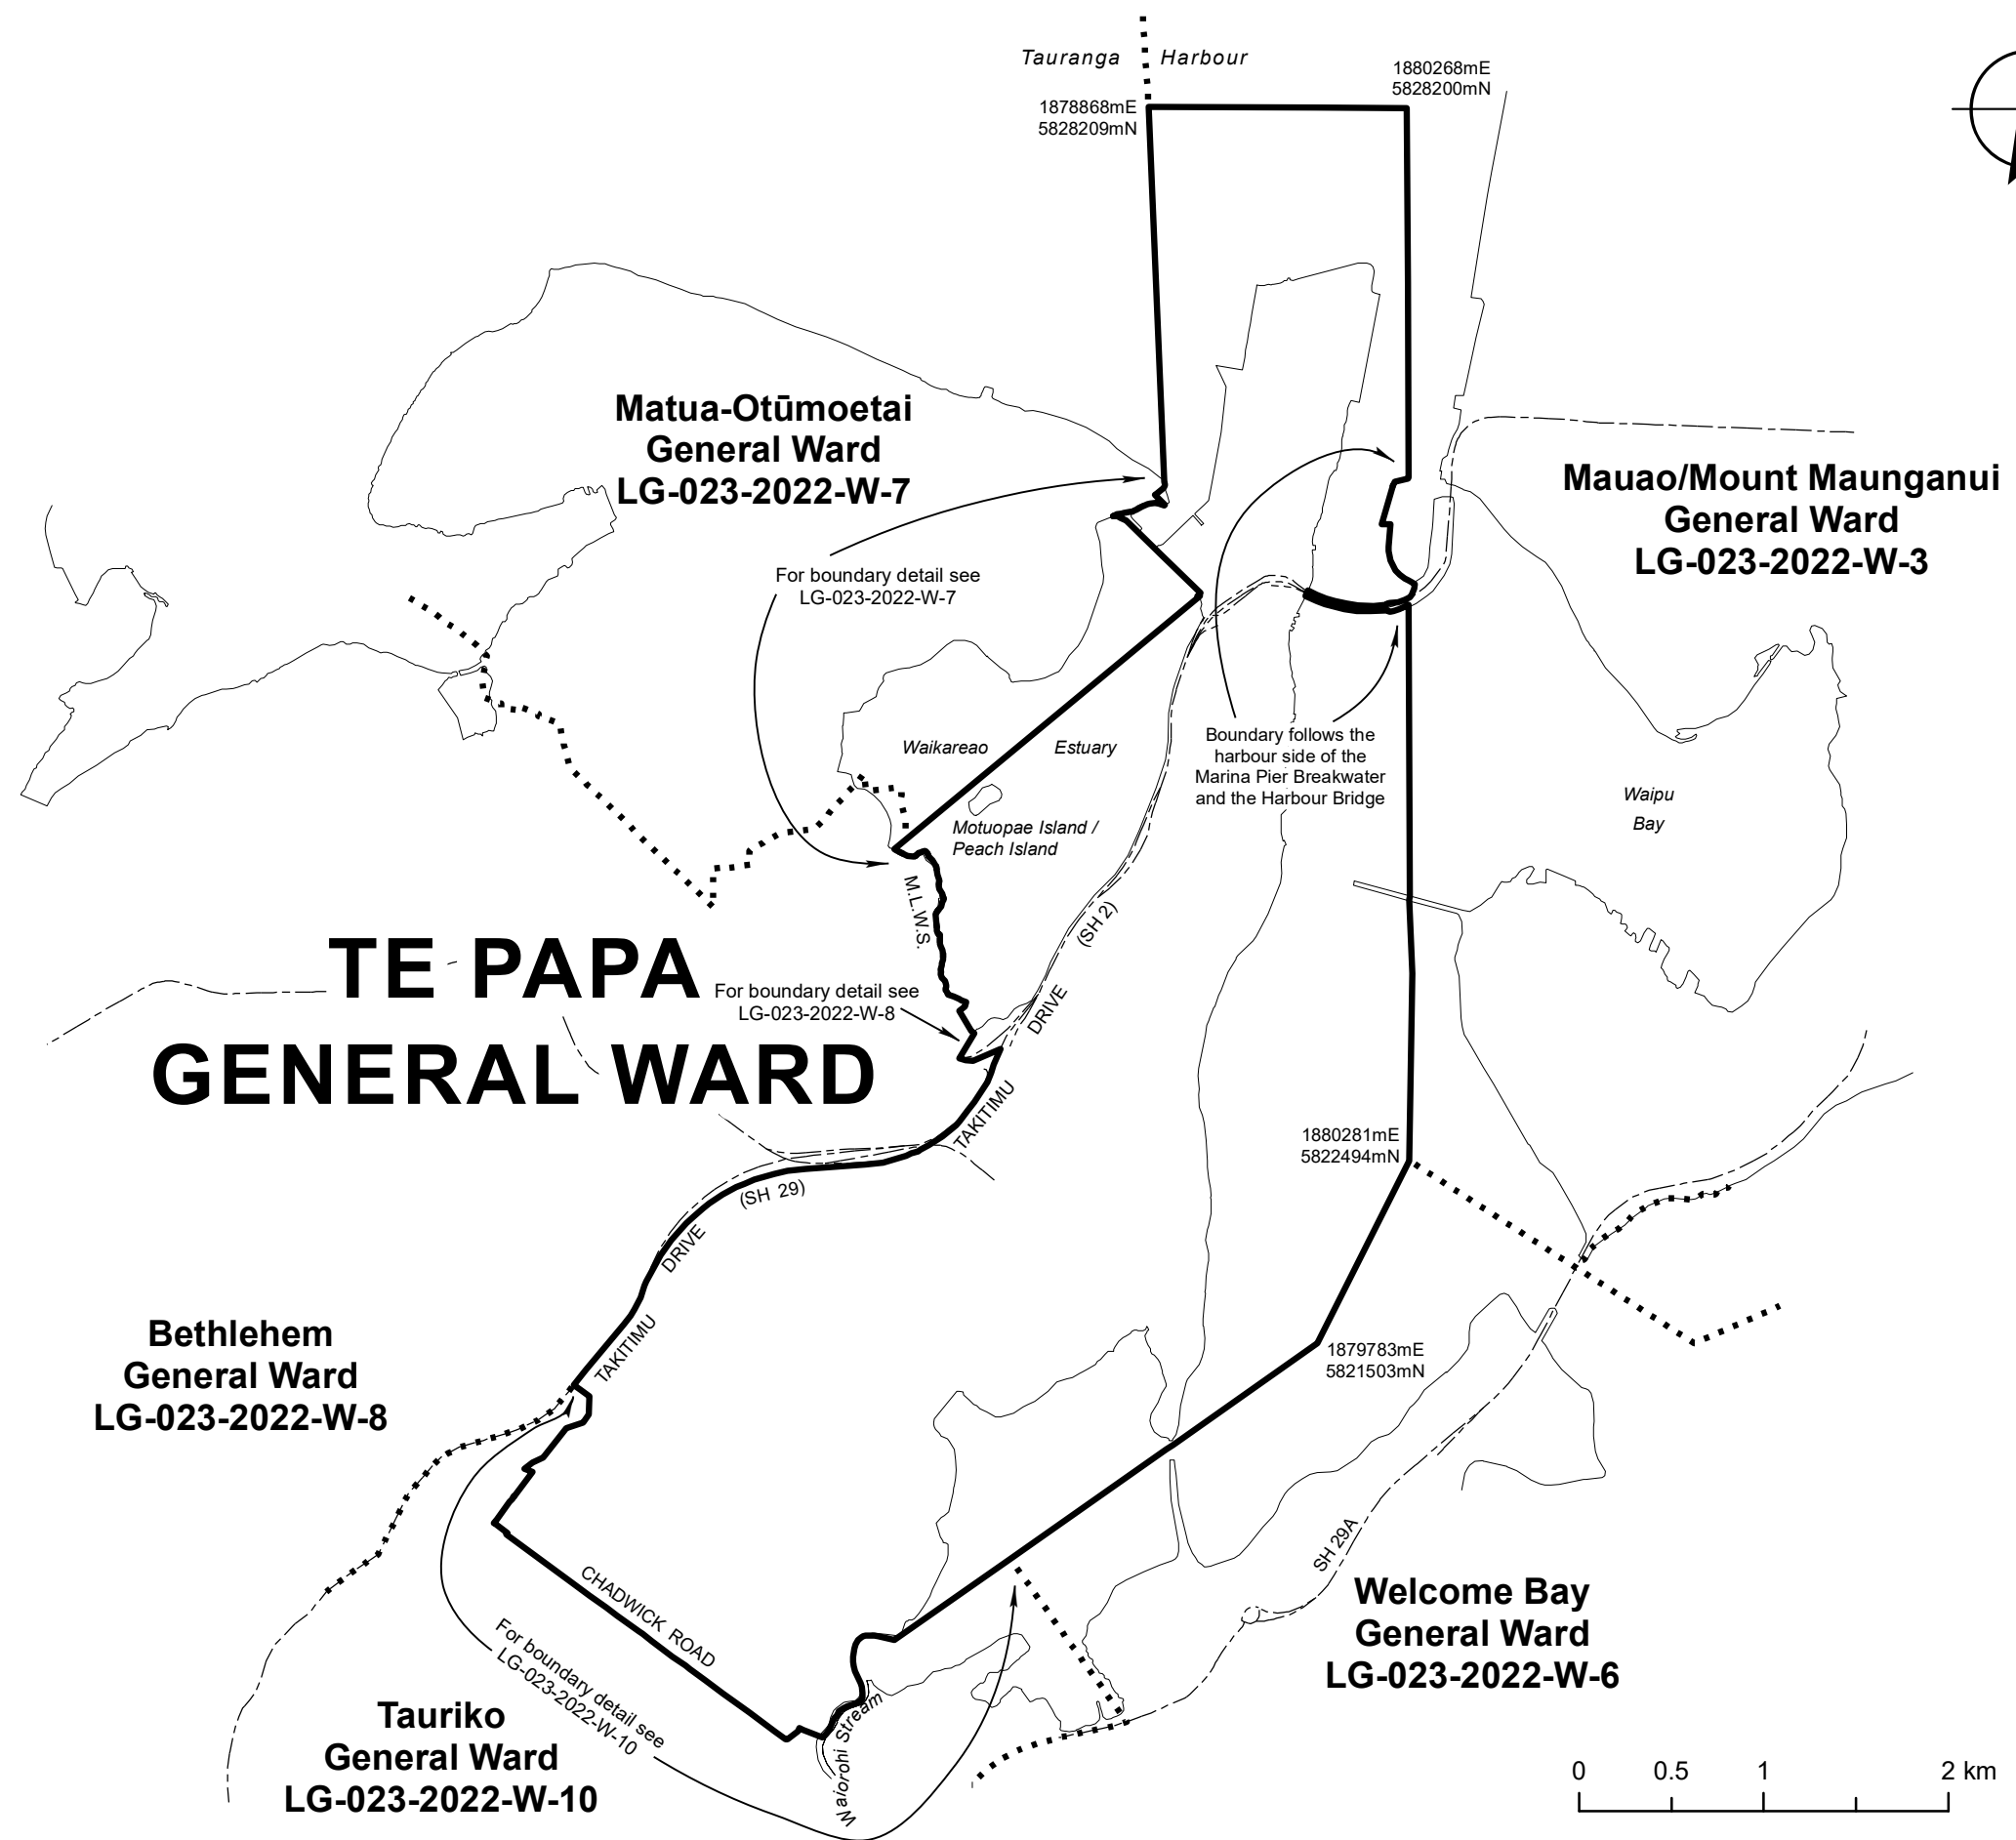 Tauranga Harbour
1880268mE
5828200mN
1878868mE
5828209mN
Matua-Otūmoetai
General Ward
LG-023-2022-W-7
Mauao/Mount Maunganui
General Ward
LG-023-2022-W-3
For boundary detail see
LG-023-2022-W-7
Waikareao Estuary
Boundary follows the
harbour side of the
Marina Pier Breakwater
and the Harbour Bridge
Waipu
Bay
Motuopae Island /
Peach Island
M.L.W.S.
(SH 2)
TE PAPA
GENERAL WARD
For boundary detail see
LG-023-2022-W-8
DRIVE
TAKITIMU
1880281mE
5822494mN
(SH 29)
DRIVE
TAKITIMU
Bethlehem
General Ward
LG-023-2022-W-8
1879783mE
5821503mN
SH 29A
CHADWICK ROAD
For boundary detail see
LG-023-2022-W-10
Welcome Bay
General Ward
LG-023-2022-W-6
Waiorohi Stream
Tauriko
General Ward
LG-023-2022-W-10
0 0.5 1 2 km